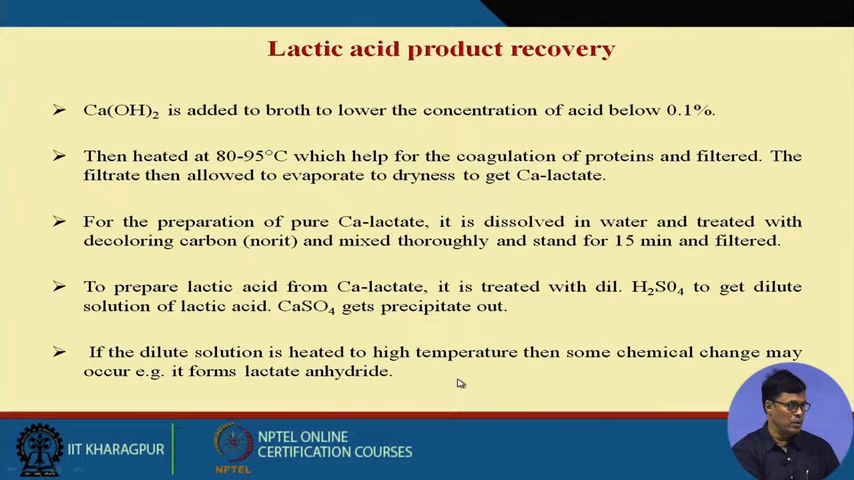 Lactic acid product recovery
➢ Ca(OH)₂ is added to broth to lower the concentration of acid below 0.1%.
➢ Then heated at 80-95°C which help for the coagulation of proteins and filtered. The
filtrate then allowed to evaporate to dryness to get Ca-lactate.
➢ For the preparation of pure Ca-lactate, it is dissolved in water and treated with
decoloring carbon (norit) and mixed thoroughly and stand for 15 min and filtered.
➢ To prepare lactic acid from Ca-lactate, it is treated with dil. H₂S0₄ to get dilute
solution of lactic acid. CaSO₄ gets precipitate out.
➢ If the dilute solution is heated to high temperature then some chemical change may
occur e.g. it forms lactate anhydride.
IIT KHARAGPUR
NPTEL
NPTEL ONLINE
CERTIFICATION COURSES